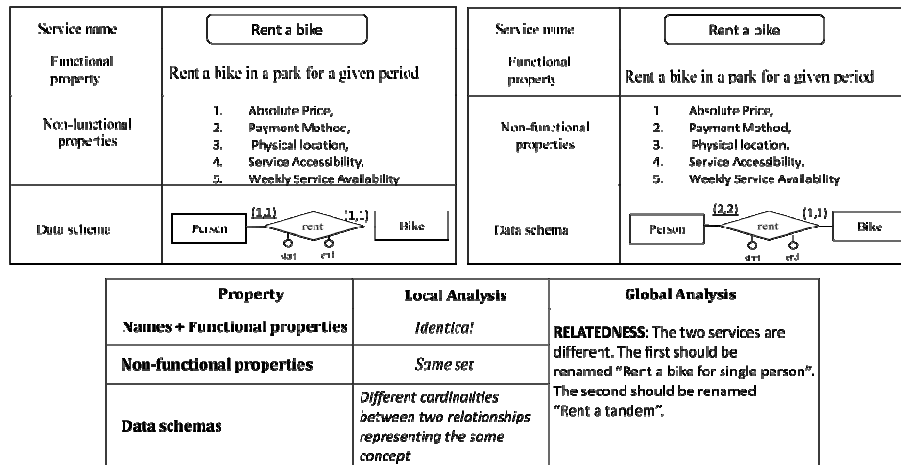 Service name
Rent a bike
Functional
property
Rent a bike in a park for a given period
Non-functional
properties
1. Absolute Price,
2. Payment Method,
3. Physical location,
4. Service Accessibility,
5. Weekly Service Availability
Data schema
Person
(1,1)
rent
(1,1)
Bike
Service name
Rent a bike
Functional
property
Rent a bike in a park for a given period
Non-functional
properties
1 Absolute Price,
2. Payment Method,
3. Physical location,
4. Service Accessibility,
5. Weekly Service Availability
Data schema
Person
(2,2)
rent
(1,1)
Bike
Property
Local Analysis
Global Analysis
Names + Functional properties
Identical
Non-functional properties
Same set
Data schemas
Different cardinalities
between two relationships
representing the same
concept
RELATEDNESS: The two services are
different. The first should be
renamed "Rent a bike for single person".
The second should be renamed
"Rent a tandem".